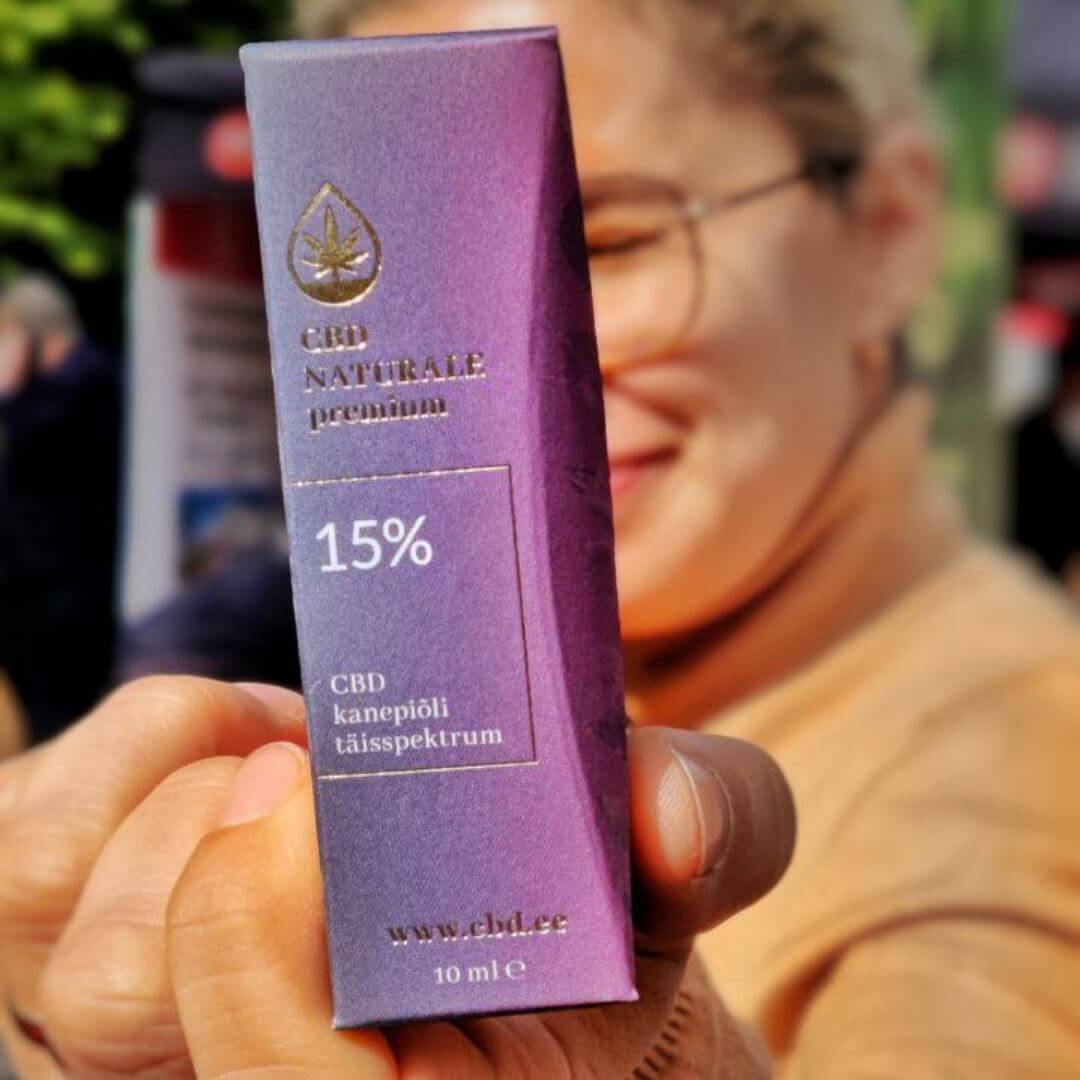 CBD
NATURALE
premium
15%
CBD
kanepiõli
täisspektrum
www.cbd.ee
10 ml ℮